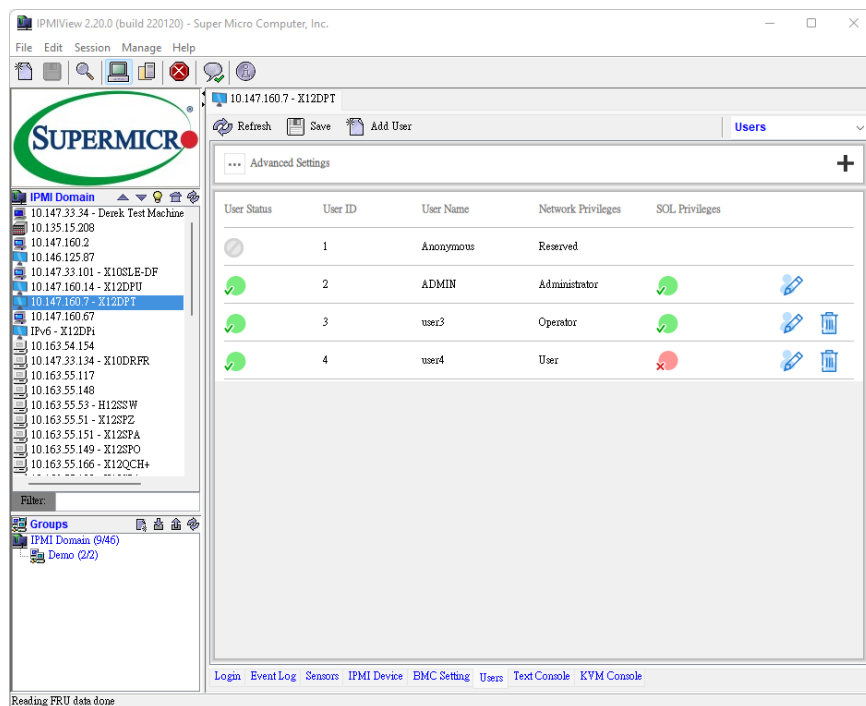 IPMIView 2.20.0 (build 220120) - Super Micro Computer, Inc.
File Edit Session Manage Help
SUPERMICRO
IPMI Domain
10.147.33.34 - Derek Test Machine
10.135.15.208
10.147.160.2
10.146.125.87
10.147.33.101 - X10SLE-DF
10.147.160.14 - X12DPU
10.147.160.7 - X12DPT
10.147.160.67
IPv6 - X12DPi
10.163.54.154
10.147.33.134 - X10DRFR
10.163.55.117
10.163.55.148
10.163.55.53 - H12SSW
10.163.55.51 - X12SPZ
10.163.55.151 - X12SPA
10.163.55.149 - X12SPO
10.163.55.166 - X12QCH+
Filter:
Groups
IPMI Domain (9/46)
Demo (2/2)
10.147.160.7 - X12DPT
Refresh Save Add User Users
... Advanced Settings +
User Status User ID User Name Network Privileges SOL Privileges
1 Anonymous Reserved
2 ADMIN Administrator
3 user3 Operator
4 user4 User
Login Event Log Sensors IPMI Device BMC Setting Users Text Console KVM Console
Reading FRU data done